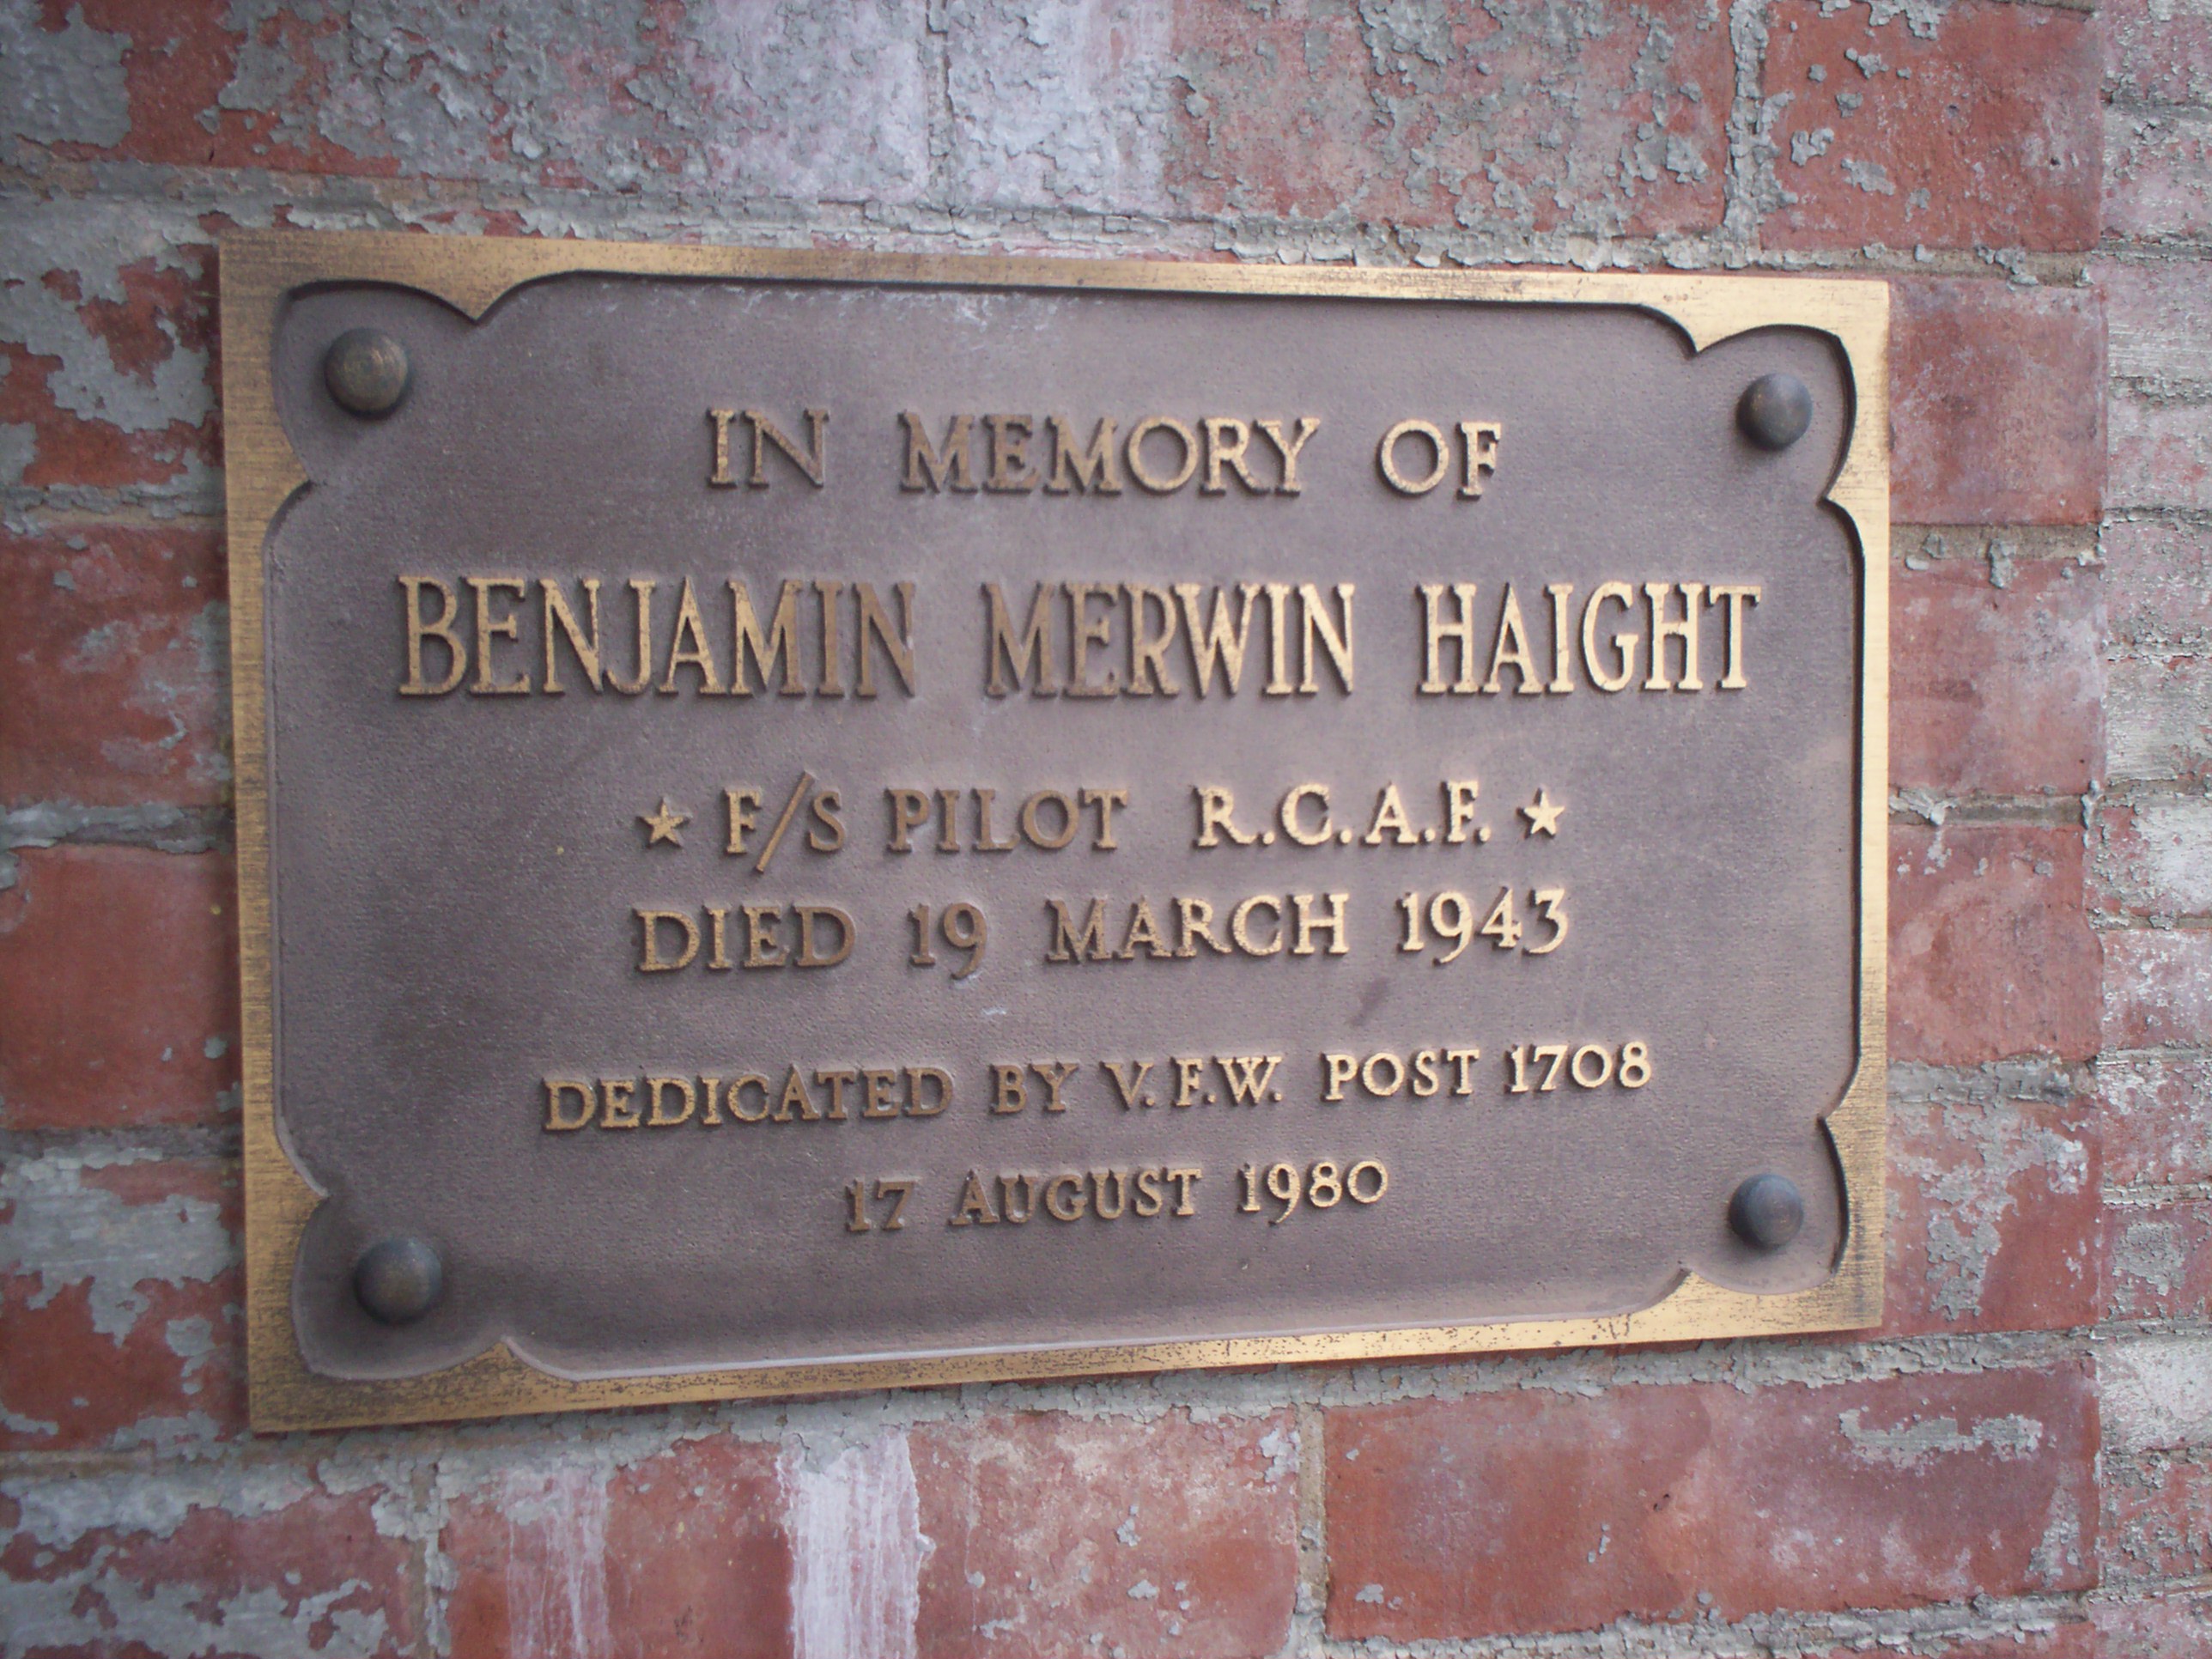 IN MEMORY OF
BENJAMIN MERWIN HAIGHT
★ F/S PILOT R.C.A.F. ★
DIED 19 MARCH 1943
DEDICATED BY V.F.W. POST 1708
17 AUGUST 1980